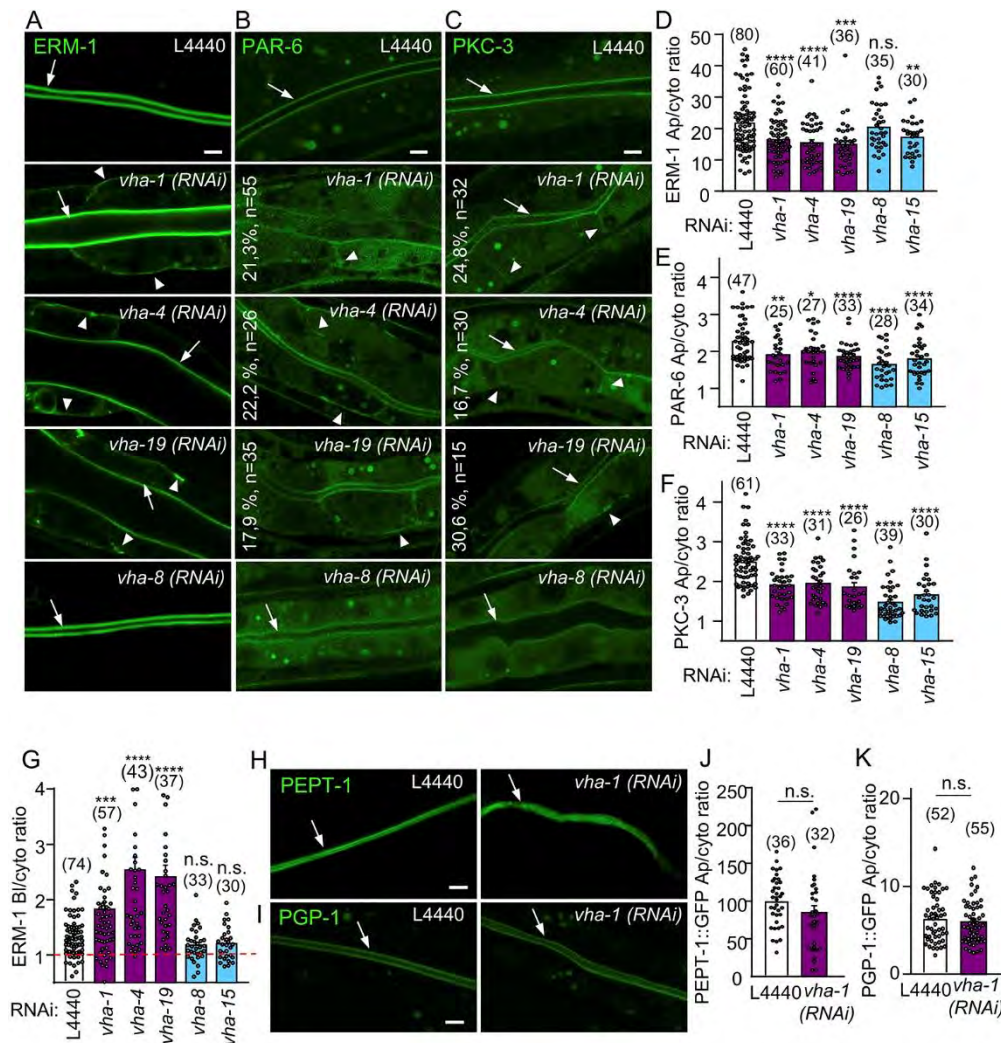 A
ERM-1
L4440
vha-1 (RNAi)
vha-4 (RNAi)
vha-19 (RNAi)
vha-8 (RNAi)
B
PAR-6
L4440
vha-1 (RNAi)
21,3%, n=55
vha-4 (RNAi)
22,2 %, n=26
vha-19 (RNAi)
17,9 %, n=35
vha-8 (RNAi)
C
PKC-3
L4440
vha-1 (RNAi)
24,8%, n=32
vha-4 (RNAi)
16,7 %, n=30
vha-19 (RNAi)
30,6 %, n=15
vha-8 (RNAi)
D
ERM-1 Ap/cyto ratio
50
40
30
20
10
0
(80)
****
(60)
****
(41)
***
(36)
n.s.
(35)
**
(30)
RNAi:
L4440
vha-1
vha-4
vha-19
vha-8
vha-15
E
PAR-6 Ap/cyto ratio
4
3
2
1
(47)
**
(25)
*
(27)
****
(33)
****
(28)
****
(34)
RNAi:
L4440
vha-1
vha-4
vha-19
vha-8
vha-15
F
PKC-3 Ap/cyto ratio
4
3
2
1
(61)
****
(33)
****
(31)
****
(26)
****
(39)
****
(30)
RNAi:
L4440
vha-1
vha-4
vha-19
vha-8
vha-15
G
ERM-1 Bl/cyto ratio
4
3
2
1
(74)
***
(57)
****
(43)
****
(37)
n.s.
(33)
n.s.
(30)
RNAi:
L4440
vha-1
vha-4
vha-19
vha-8
vha-15
H
PEPT-1
L4440
vha-1 (RNAi)
I
PGP-1
L4440
vha-1 (RNAi)
J
PEPT-1::GFP Ap/cyto ratio
250
200
150
100
50
0
n.s.
(36)
(32)
L4440
vha-1
(RNAi)
K
PGP-1::GFP Ap/cyto ratio
20
10
0
n.s.
(52)
(55)
L4440
vha-1
(RNAi)